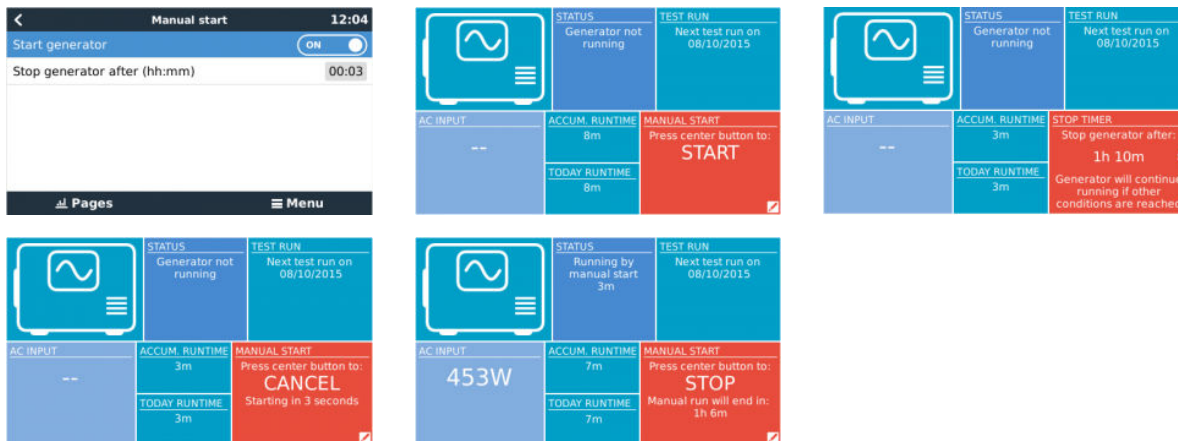 Manual start 12:04
Start generator ON
Stop generator after (hh:mm) 00:03
Pages Menu
STATUS
Generator not
running
TEST RUN
Next test run on
08/10/2015
AC INPUT
--
ACCUM. RUNTIME
8m
TODAY RUNTIME
8m
MANUAL START
Press center button to:
START
STATUS
Generator not
running
TEST RUN
Next test run on
08/10/2015
AC INPUT
--
ACCUM. RUNTIME
3m
TODAY RUNTIME
3m
STOP TIMER
Stop generator after:
1h 10m
Generator will continue
running if other
conditions are reached
STATUS
Generator not
running
TEST RUN
Next test run on
08/10/2015
AC INPUT
--
ACCUM. RUNTIME
3m
TODAY RUNTIME
3m
MANUAL START
Press center button to:
CANCEL
Starting in 3 seconds
STATUS
Running by
manual start
3m
TEST RUN
Next test run on
08/10/2015
AC INPUT
453W
ACCUM. RUNTIME
7m
TODAY RUNTIME
7m
MANUAL START
Press center button to:
STOP
Manual run will end in:
1h 6m